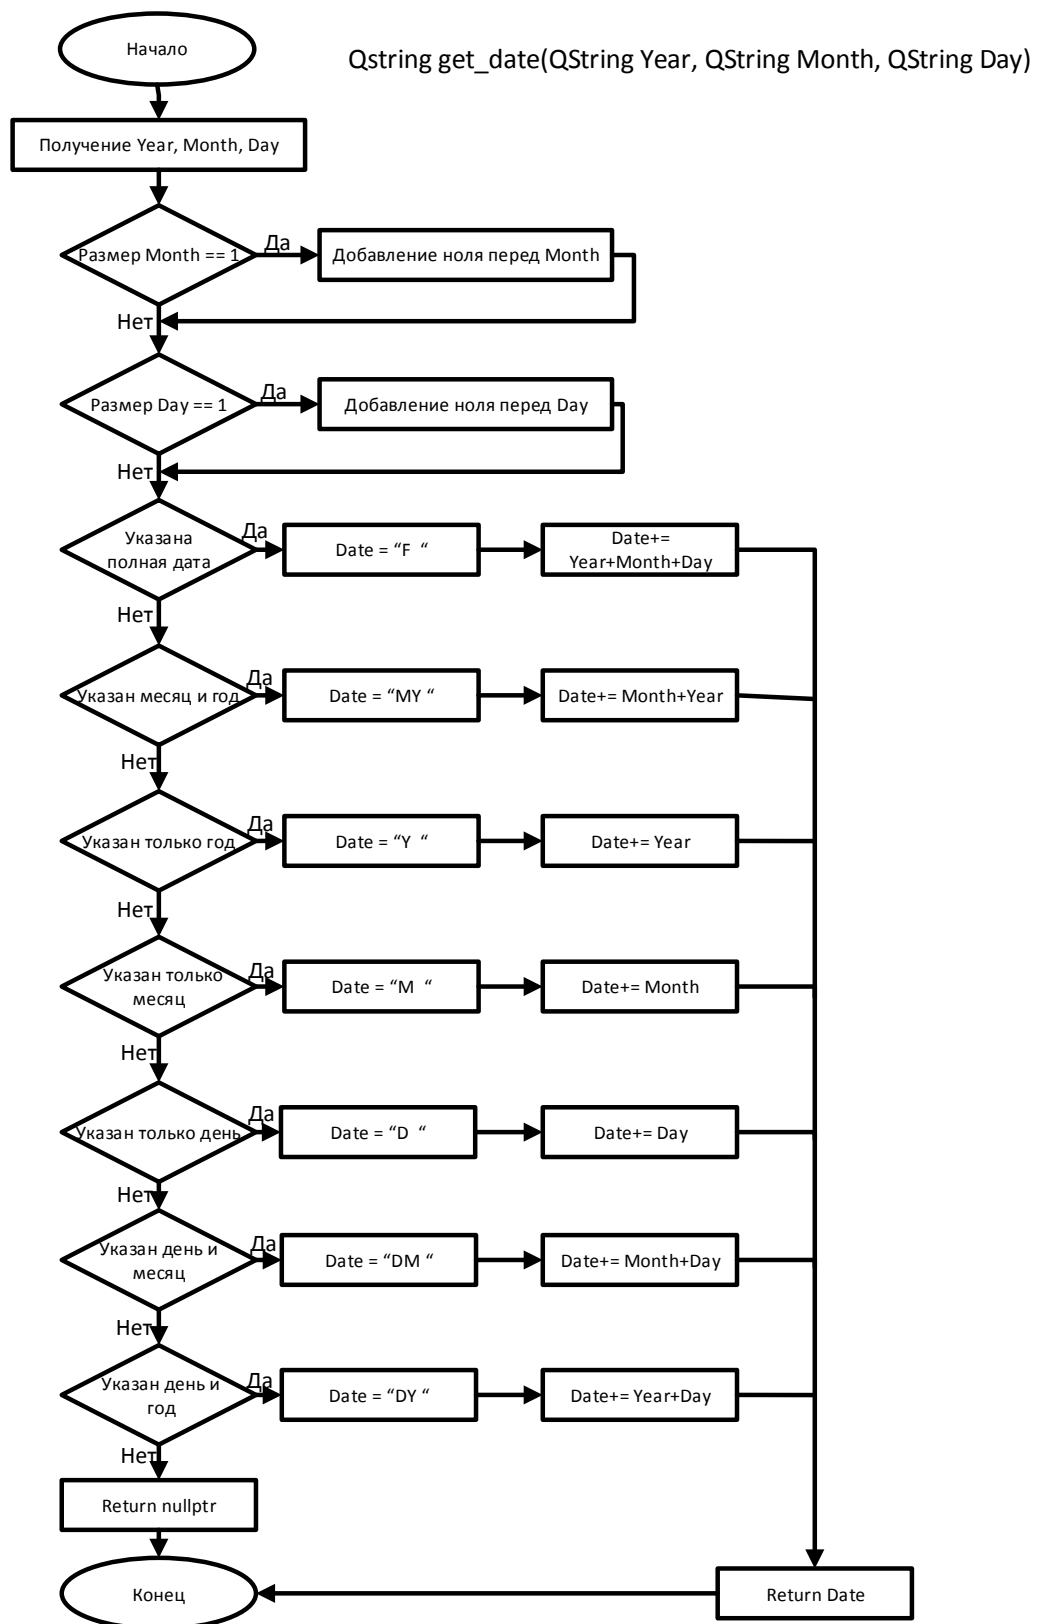 Начало
Qstring get_date(QString Year, QString Month, QString Day)
Получение Year, Month, Day
Размер Month == 1
Да
Добавление ноля перед Month
Нет
Размер Day == 1
Да
Добавление ноля перед Day
Нет
Указана
полная дата
Да
Date = “F  “
Date+=
Year+Month+Day
Нет
Указан месяц и год
Да
Date = “MY “
Date+= Month+Year
Нет
Указан только год
Да
Date = “Y  “
Date+= Year
Нет
Указан только
месяц
Да
Date = “M  “
Date+= Month
Нет
Указан только день
Да
Date = “D  “
Date+= Day
Нет
Указан день и
месяц
Да
Date = “DM “
Date+= Month+Day
Нет
Указан день и
год
Да
Date = “DY “
Date+= Year+Day
Нет
Return nullptr
Конец
Return Date